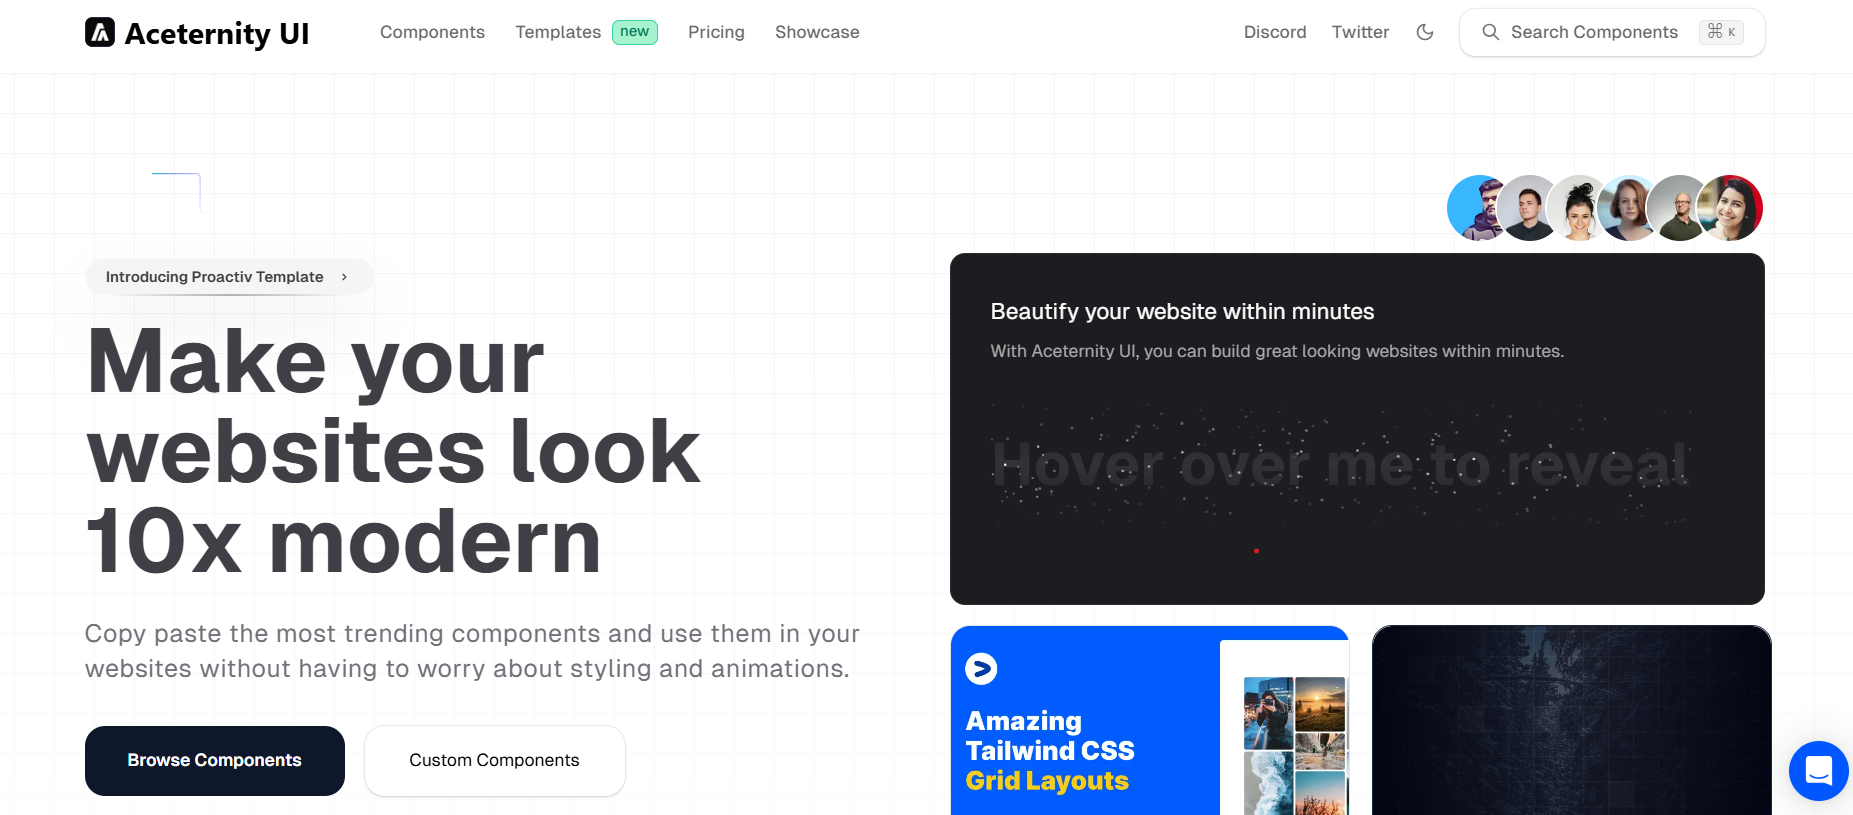 Aceternity UI
Components
Templates
new
Pricing
Showcase
Discord
Twitter
Search Components
⌘ K
Introducing Proactiv Template
Make your
websites look
10x modern
Copy paste the most trending components and use them in your
websites without having to worry about styling and animations.
Browse Components
Custom Components
Beautify your website within minutes
With Aceternity UI, you can build great looking websites within minutes.
Hover over me to reveal
Amazing
Tailwind CSS
Grid Layouts